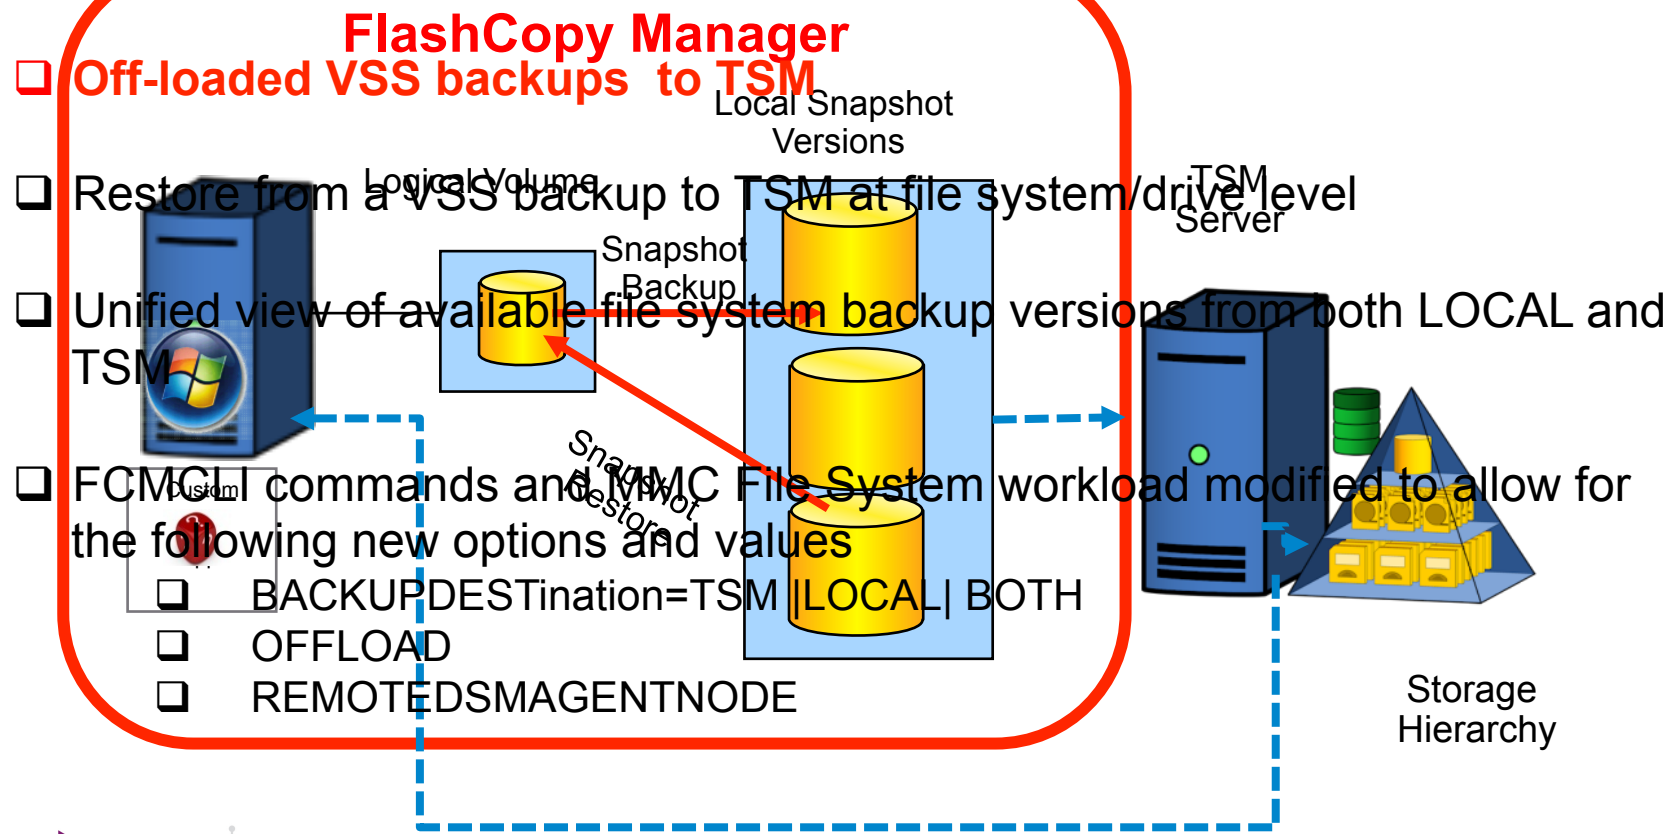 FlashCopy Manager
Off-loaded VSS backups to TSM
Local Snapshot
Versions
Logical Volume
TSM
Server
Restore from a VSS backup to TSM at file system/drive level
Snapshot
Backup
Unified view of available file system backup versions from both LOCAL and
TSM
Snapshot
Restore
FCMCLI commands and MMC File System workload modified to allow for
the following new options and values
Custom
BACKUPDESTination=TSM |LOCAL| BOTH
OFFLOAD
REMOTEDSMAGENTNODE
Storage
Hierarchy